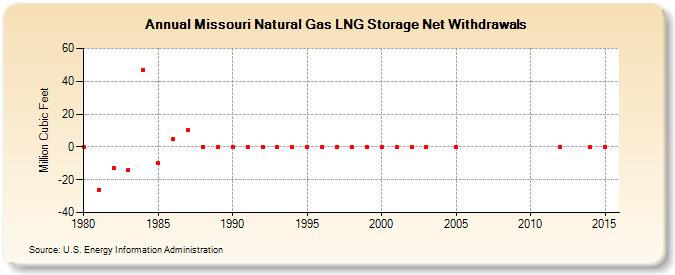 Annual Missouri Natural Gas LNG Storage Net Withdrawals
Million Cubic Feet
60
40
20
0
-20
-40
1980 1985 1990 1995 2000 2005 2010 2015
Source: U.S. Energy Information Administration